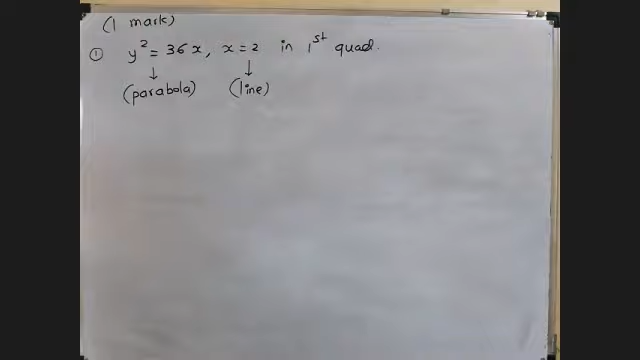 (1 mark)
① y² = 36x, x = 2 in 1st quad.
↓ ↓
(parabola) (line)